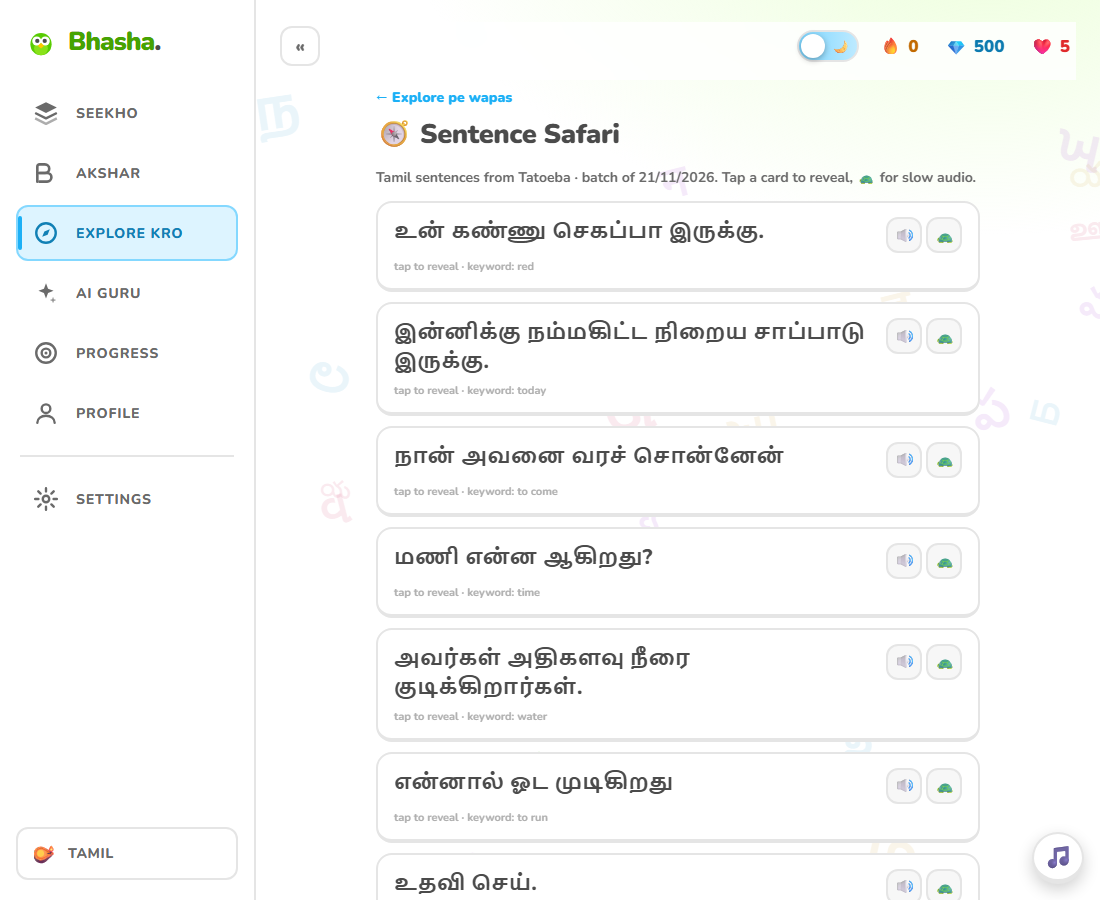 Bhasha.
SEEKHO
AKSHAR
EXPLORE KRO
AI GURU
PROGRESS
PROFILE
SETTINGS
TAMIL
«
0
500
5
← Explore pe wapas
Sentence Safari
Tamil sentences from Tatoeba · batch of 21/11/2026. Tap a card to reveal, 🐢 for slow audio.
உன் கண்ணு செகப்பா இருக்கு.
tap to reveal · keyword: red
இன்னிக்கு நம்மகிட்ட நிறைய சாப்பாடு
இருக்கு.
tap to reveal · keyword: today
நான் அவனை வரச் சொன்னேன்
tap to reveal · keyword: to come
மணி என்ன ஆகிறது?
tap to reveal · keyword: time
அவர்கள் அதிகளவு நீரை
குடிக்கிறார்கள்.
tap to reveal · keyword: water
என்னால் ஓட முடிகிறது
tap to reveal · keyword: to run
உதவி செய்.